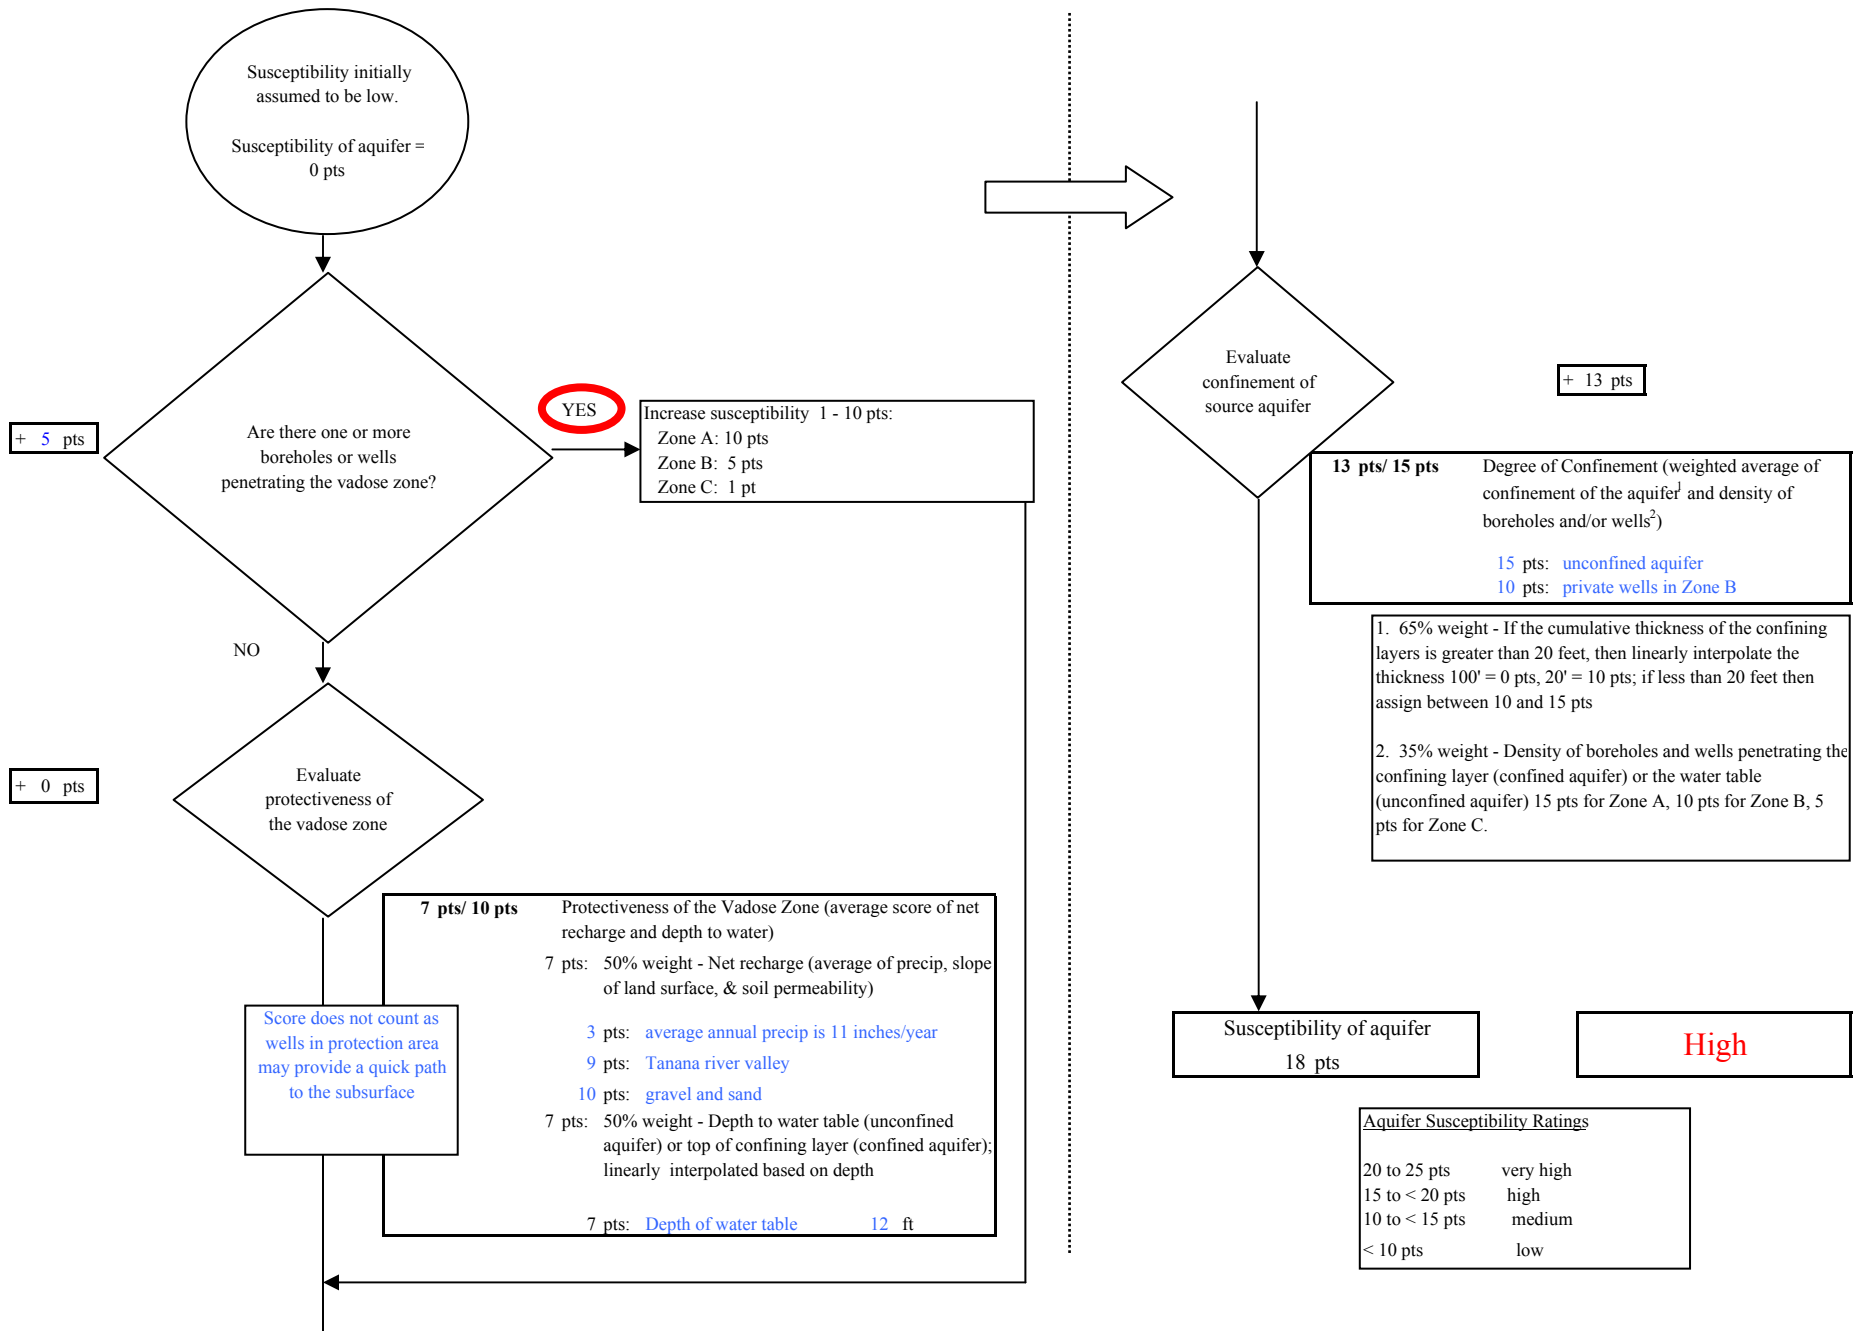 Susceptibility initially
assumed to be low.
Susceptibility of aquifer =
0 pts
+ 5 pts
Are there one or more
boreholes or wells
penetrating the vadose zone?
YES
Increase susceptibility 1 - 10 pts:
Zone A: 10 pts
Zone B: 5 pts
Zone C: 1 pt
NO
+ 0 pts
Evaluate
protectiveness of
the vadose zone
7 pts/ 10 pts Protectiveness of the Vadose Zone (average score of net
recharge and depth to water)
7 pts: 50% weight - Net recharge (average of precip, slope
of land surface, & soil permeability)
3 pts: average annual precip is 11 inches/year
9 pts: Tanana river valley
10 pts: gravel and sand
7 pts: 50% weight - Depth to water table (unconfined
aquifer) or top of confining layer (confined aquifer);
linearly interpolated based on depth
7 pts: Depth of water table 12 ft
Score does not count as
wells in protection area
may provide a quick path
to the subsurface
Evaluate
confinement of
source aquifer
+ 13 pts
13 pts/ 15 pts Degree of Confinement (weighted average of
confinement of the aquifer1 and density of
boreholes and/or wells2)
15 pts: unconfined aquifer
10 pts: private wells in Zone B
1. 65% weight - If the cumulative thickness of the confining
layers is greater than 20 feet, then linearly interpolate the
thickness 100' = 0 pts, 20' = 10 pts; if less than 20 feet then
assign between 10 and 15 pts
2. 35% weight - Density of boreholes and wells penetrating the
confining layer (confined aquifer) or the water table
(unconfined aquifer) 15 pts for Zone A, 10 pts for Zone B, 5
pts for Zone C.
Susceptibility of aquifer
18 pts
High
Aquifer Susceptibility Ratings
20 to 25 pts very high
15 to < 20 pts high
10 to < 15 pts medium
< 10 pts low